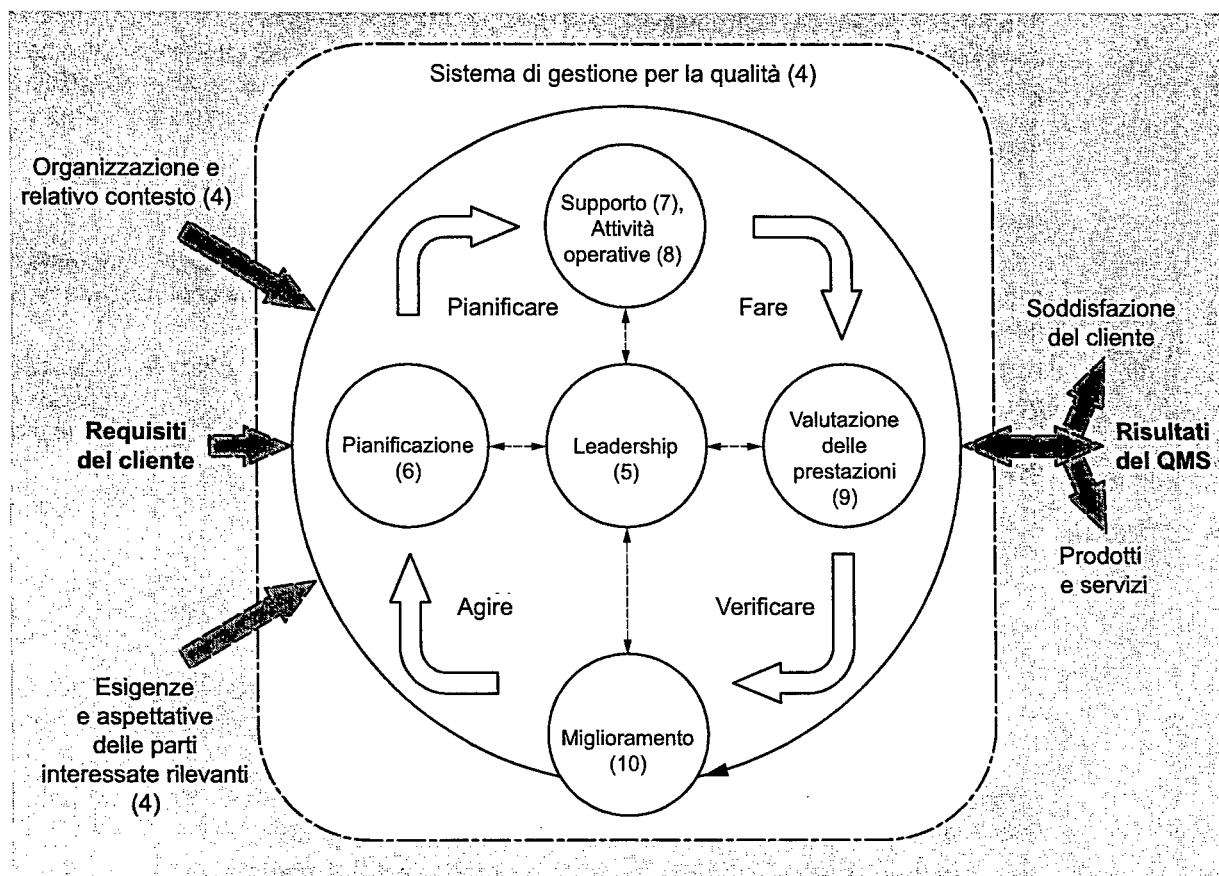 Sistema di gestione per la qualità (4)
Organizzazione e
relativo contesto (4)
Supporto (7),
Attività
operative (8)
Pianificare
Fare
Soddisfazione
del cliente
Requisiti
del cliente
Pianificazione
(6)
Leadership
(5)
Valutazione
delle
prestazioni
(9)
Risultati
del QMS
Prodotti
e servizi
Agire
Verificare
Esigenze
e aspettative
delle parti
interessate rilevanti
(4)
Miglioramento
(10)